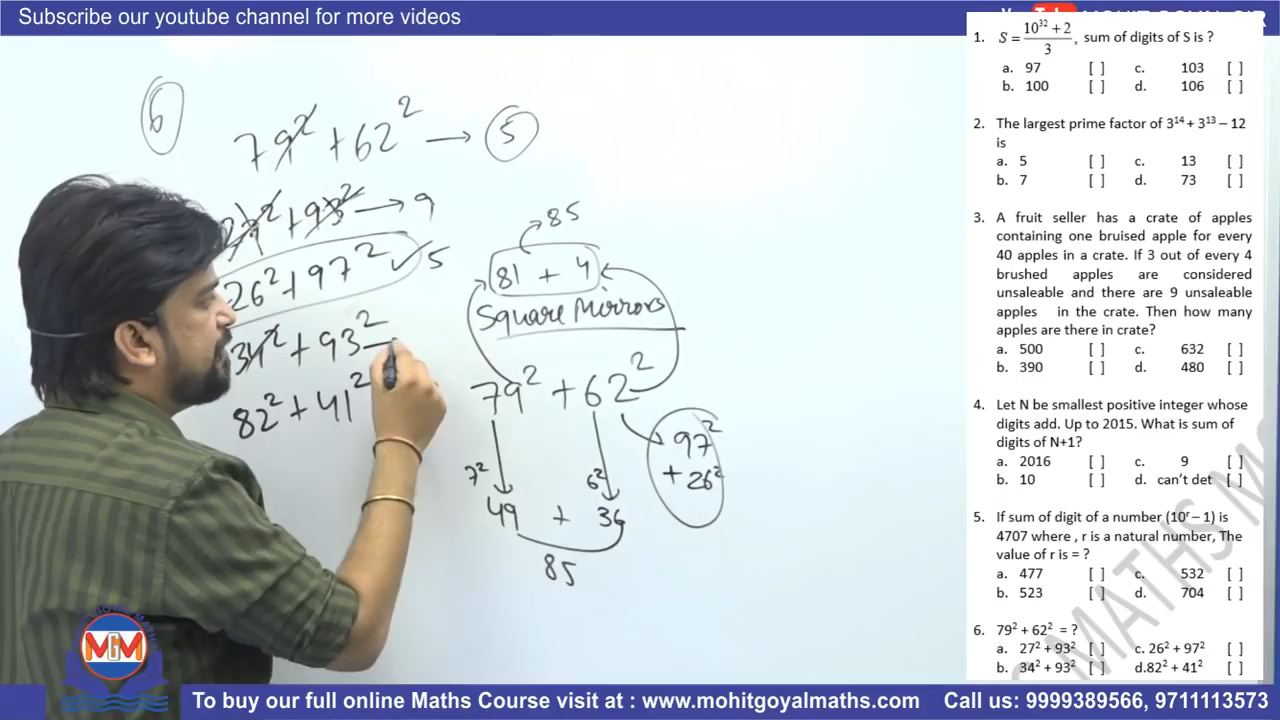 Subscribe our youtube channel for more videos
6
79² + 62² → 5
27² + 93² → 9
26² + 97² ✓ 5
34² + 93²
82² + 41²
85
81 + 4
Square Mirrors
79² + 62²
97²
+ 26²
7² 6²
49 + 36
85
MGM
1. S = (10³² + 2)/3, sum of digits of S is ?
a. 97 [ ] c. 103 [ ]
b. 100 [ ] d. 106 [ ]
2. The largest prime factor of 3¹⁴ + 3¹³ – 12
is
a. 5 [ ] c. 13 [ ]
b. 7 [ ] d. 73 [ ]
3. A fruit seller has a crate of apples
containing one bruised apple for every
40 apples in a crate. If 3 out of every 4
brushed apples are considered
unsaleable and there are 9 unsaleable
apples in the crate. Then how many
apples are there in crate?
a. 500 [ ] c. 632 [ ]
b. 390 [ ] d. 480 [ ]
4. Let N be smallest positive integer whose
digits add. Up to 2015. What is sum of
digits of N+1?
a. 2016 [ ] c. 9 [ ]
b. 10 [ ] d. can't det [ ]
5. If sum of digit of a number (10ʳ – 1) is
4707 where , r is a natural number, The
value of r is = ?
a. 477 [ ] c. 532 [ ]
b. 523 [ ] d. 704 [ ]
6. 79² + 62² = ?
a. 27² + 93² [ ] c. 26² + 97² [ ]
b. 34² + 93² [ ] d.82² + 41² [ ]
To buy our full online Maths Course visit at : www.mohitgoyalmaths.com Call us: 9999389566, 9711113573